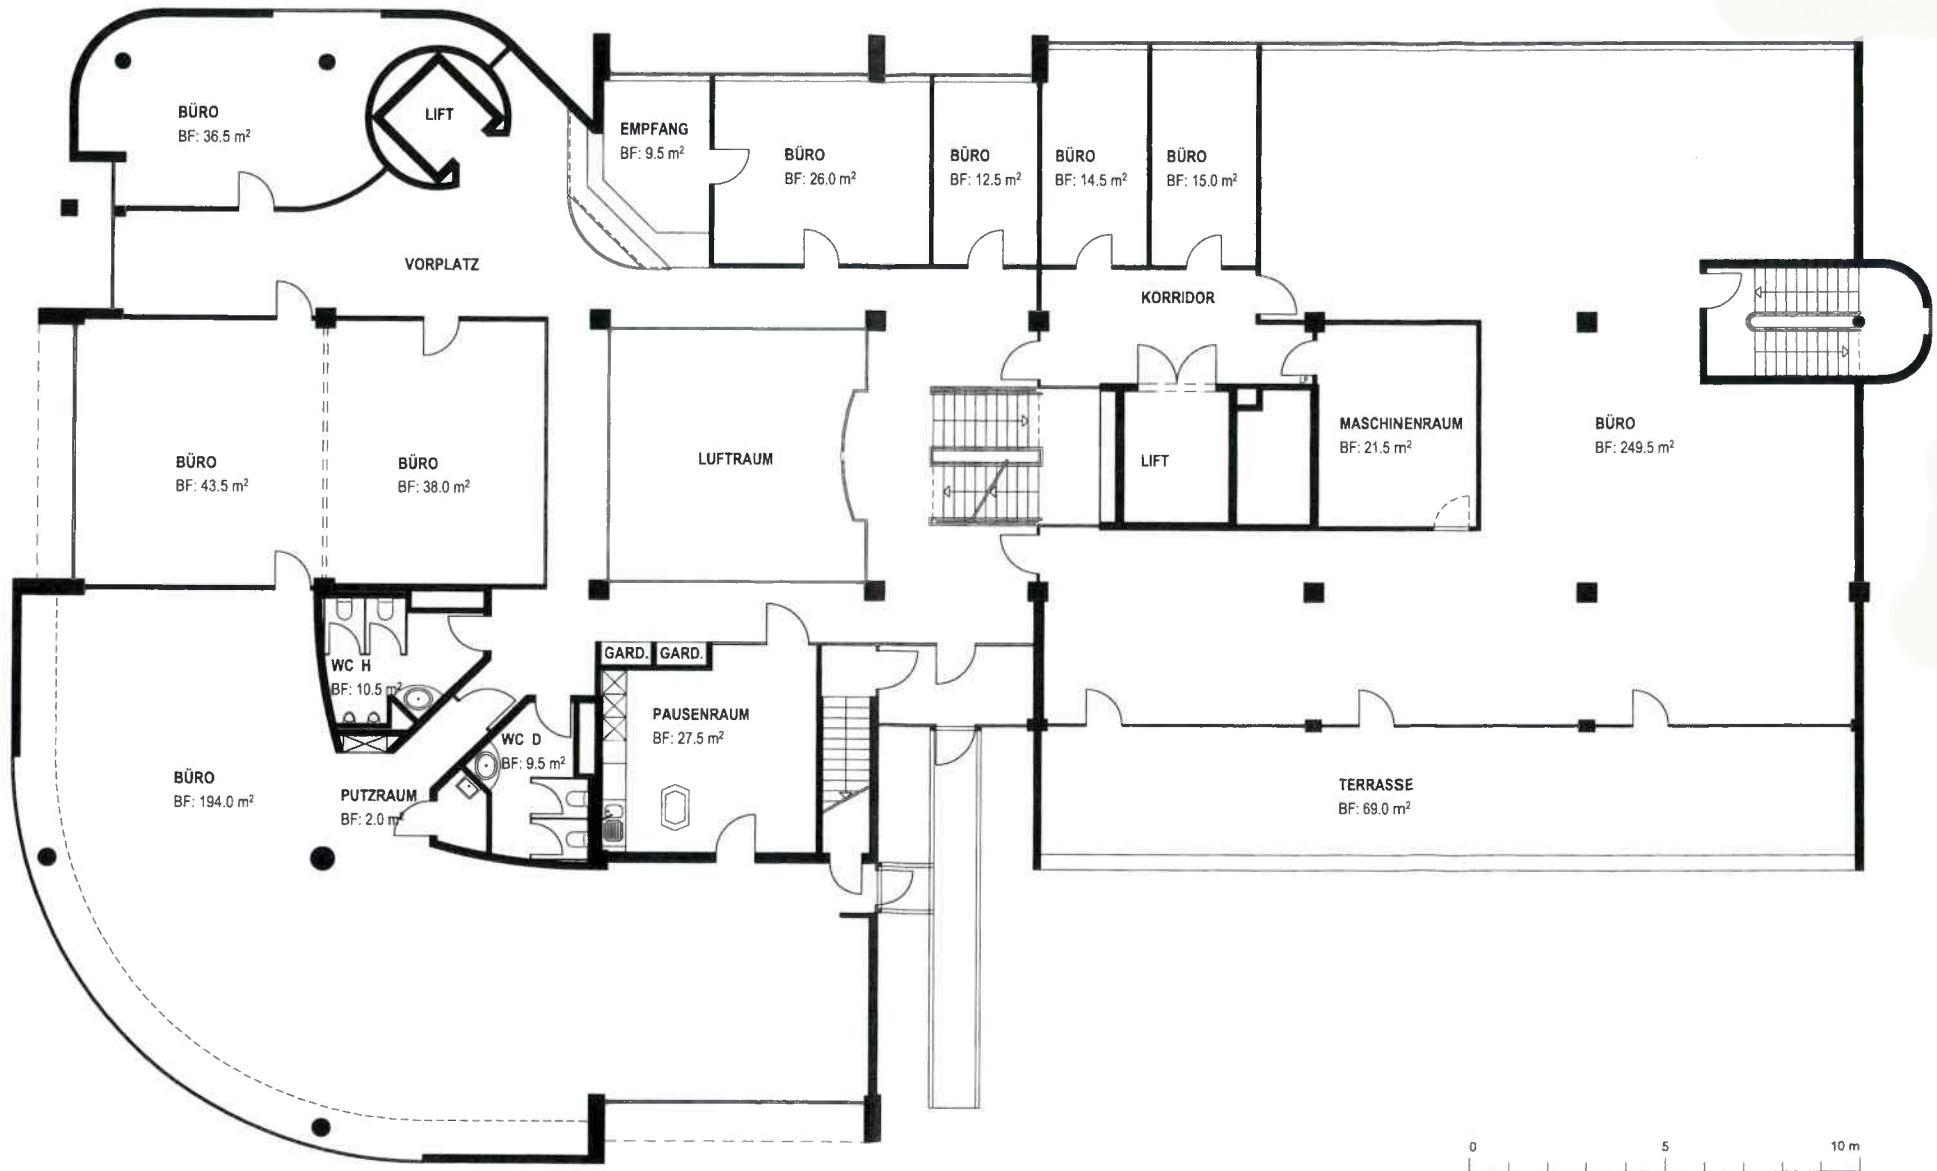 BÜRO
BF: 36.5 m²
LIFT
EMPFANG
BF: 9.5 m²
BÜRO
BF: 26.0 m²
BÜRO
BF: 12.5 m²
BÜRO
BF: 14.5 m²
BÜRO
BF: 15.0 m²
VORPLATZ
KORRIDOR
BÜRO
BF: 43.5 m²
BÜRO
BF: 38.0 m²
LUFTRAUM
LIFT
MASCHINENRAUM
BF: 21.5 m²
BÜRO
BF: 249.5 m²
GARD. GARD.
WC H
BF: 10.5 m²
PAUSENRAUM
BF: 27.5 m²
WC D
BF: 9.5 m²
BÜRO
BF: 194.0 m²
PUTZRAUM
BF: 2.0 m²
TERRASSE
BF: 69.0 m²
0 5 10 m